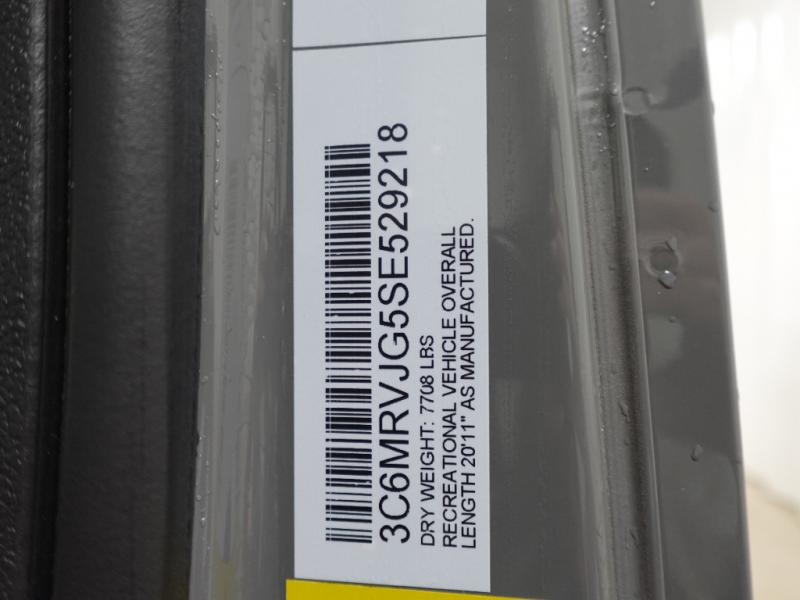 3C6MRVJG5SE529218
DRY WEIGHT: 7708 LBS
RECREATIONAL VEHICLE OVERALL
LENGTH 20'11" AS MANUFACTURED.